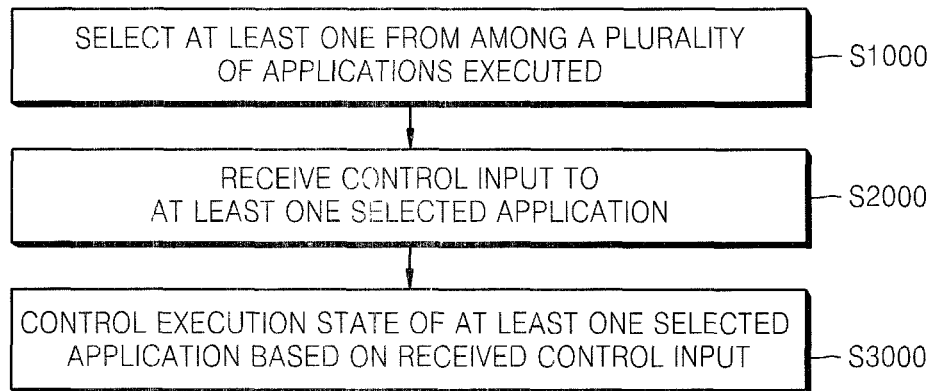 SELECT AT LEAST ONE FROM AMONG A PLURALITY
OF APPLICATIONS EXECUTED
S1000
RECEIVE CONTROL INPUT TO
AT LEAST ONE SELECTED APPLICATION
S2000
CONTROL EXECUTION STATE OF AT LEAST ONE SELECTED
APPLICATION BASED ON RECEIVED CONTROL INPUT
S3000